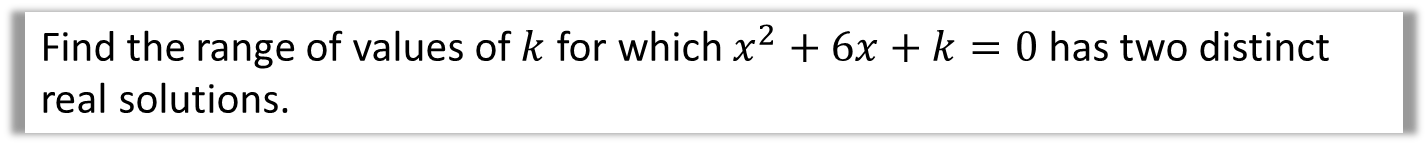 Find the range of values of 𝑘 for which 𝑥² + 6𝑥 + 𝑘 = 0 has two distinct
real solutions.